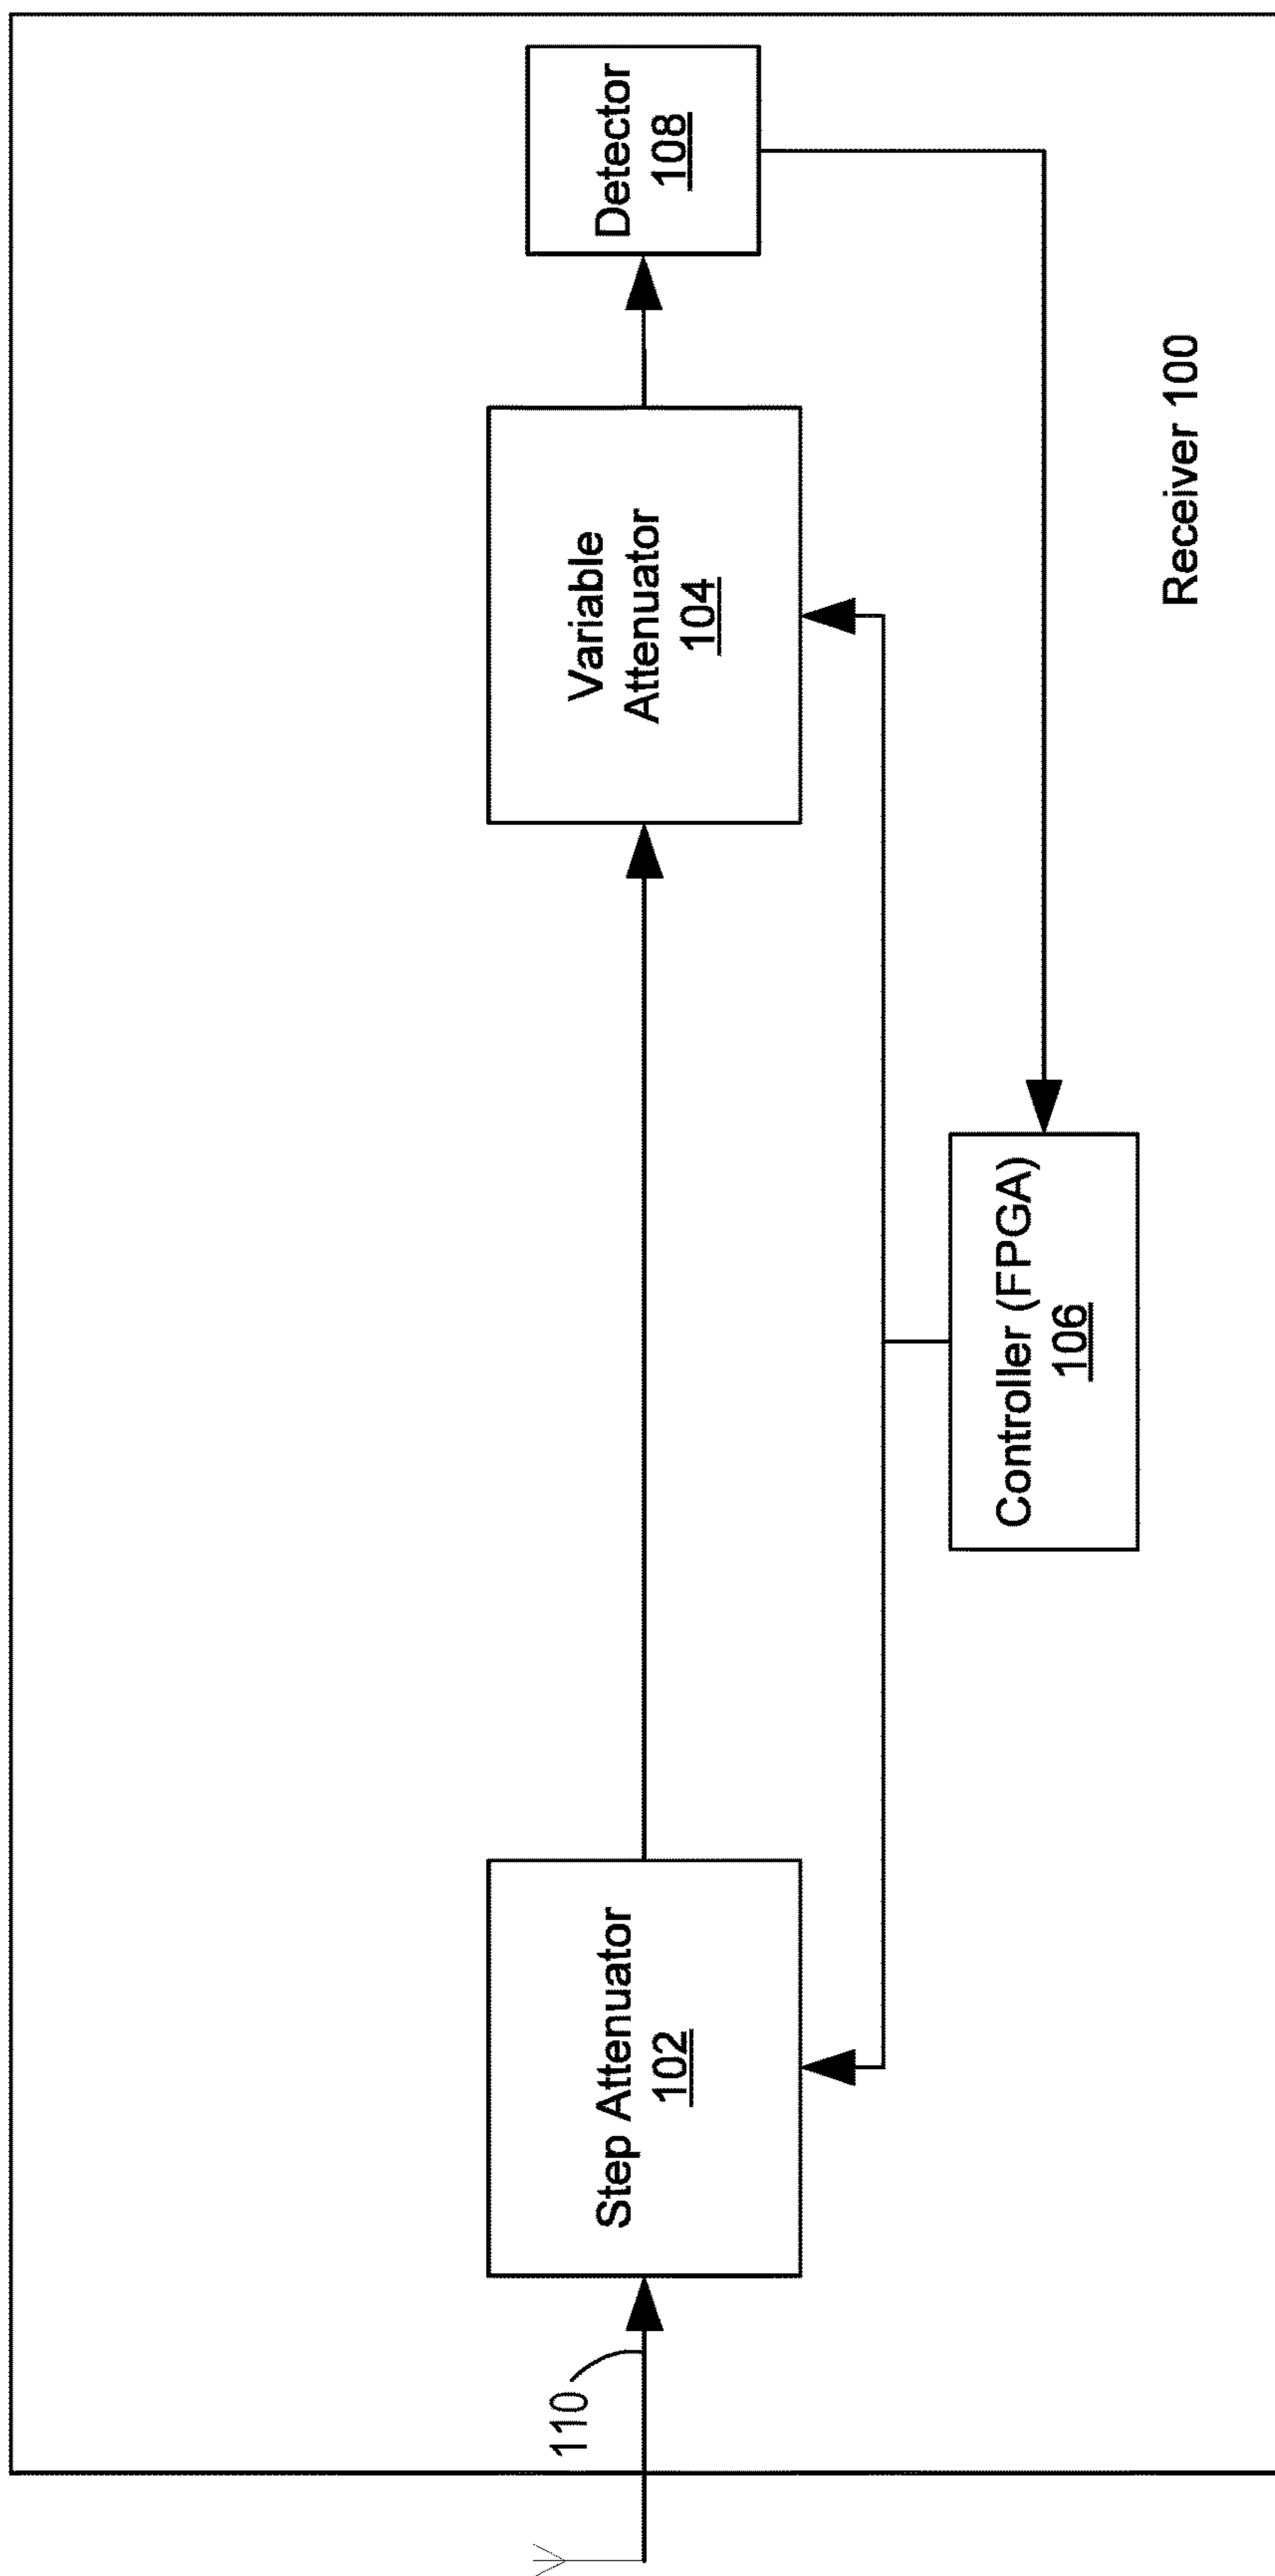 110
Step Attenuator
102
Variable
Attenuator
104
Detector
108
Controller (FPGA)
106
Receiver 100